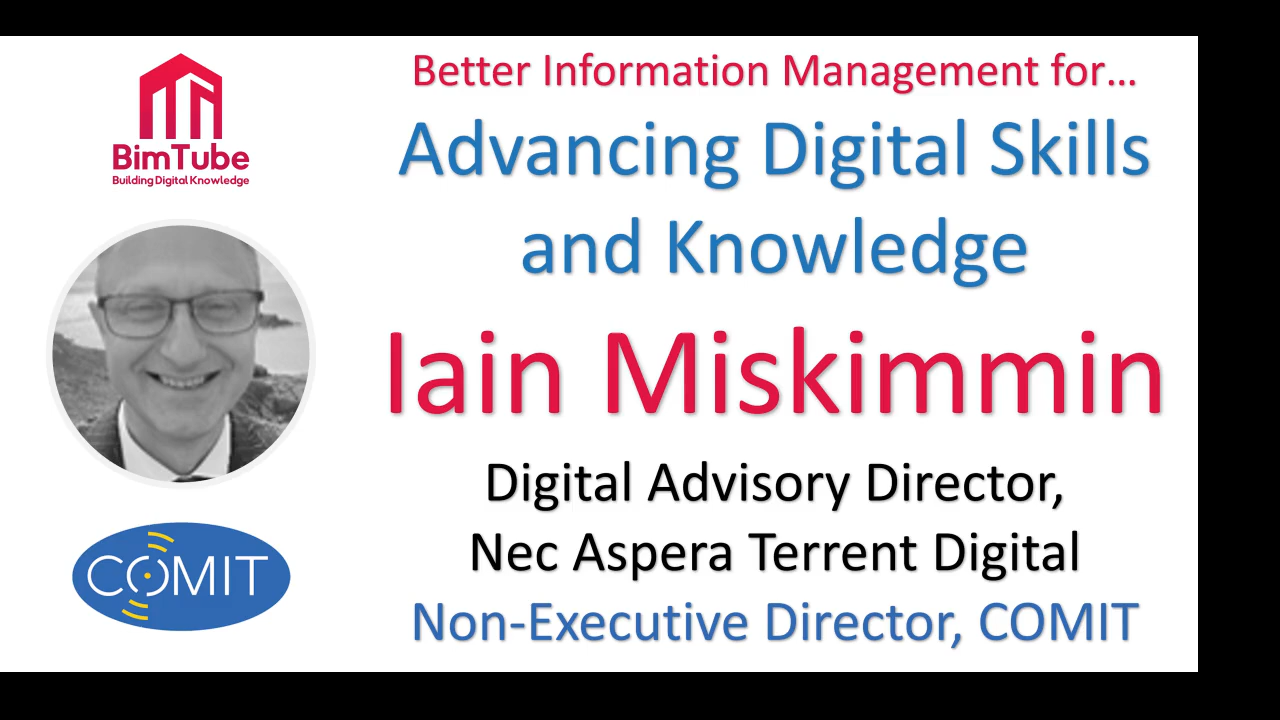 BimTube
Building Digital Knowledge
Better Information Management for...
Advancing Digital Skills
and Knowledge
Iain Miskimmin
Digital Advisory Director,
Nec Aspera Terrent Digital
Non-Executive Director, COMIT
COMIT